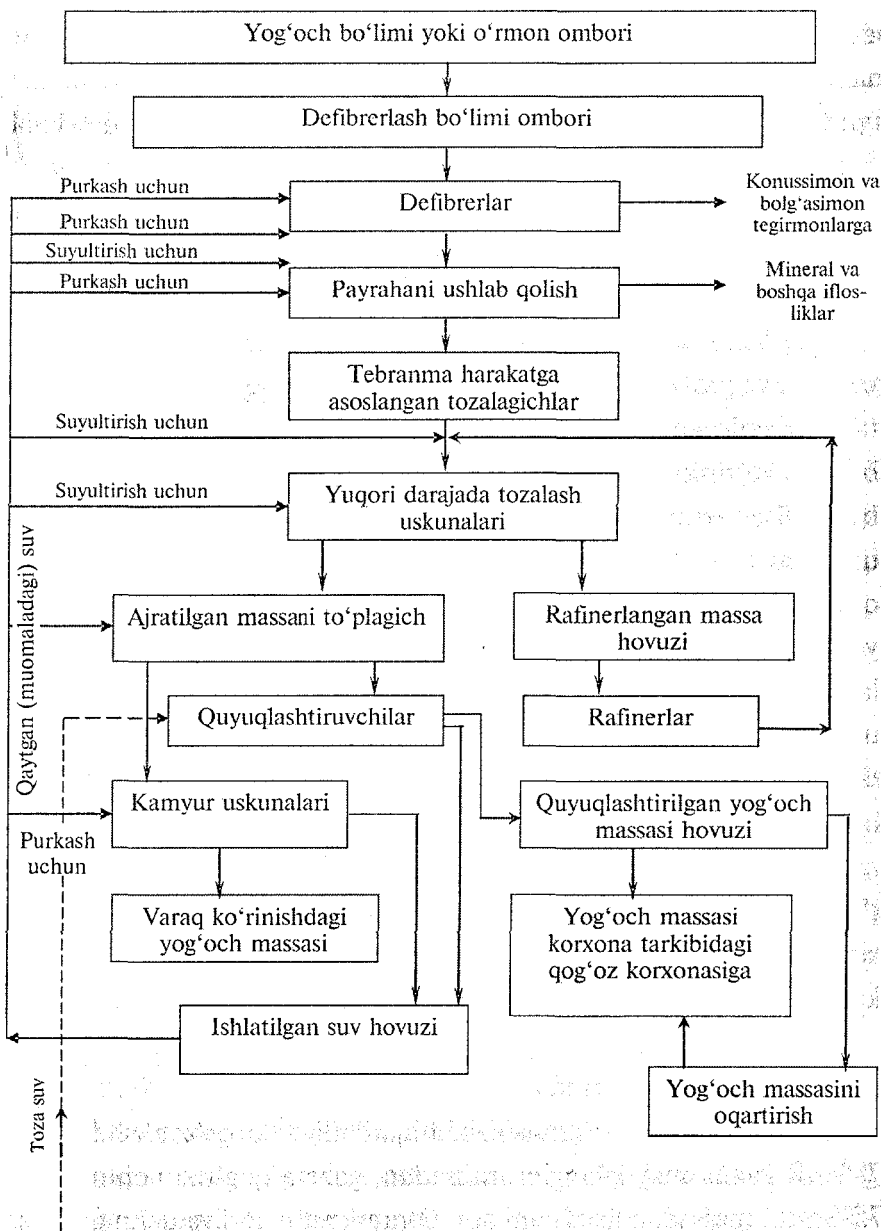 Yog‘och bo‘limi yoki o‘rmon ombori
Defibrerlash bo‘limi ombori
Purkash uchun
Defibrerlar
Konussimon va
bolg‘asimon
tegirmonlarga
Purkash uchun
Suyultirish uchun
Purkash uchun
Payrahani ushlab qolish
Mineral va
boshqa iflos-
liklar
Tebranma harakatga
asoslangan tozalagichlar
Suyultirish uchun
Suyultirish uchun
Yuqori darajada tozalash
uskunalari
Qaytgan (muomaladagi) suv
Ajratilgan massani to‘plagich
Rafinerlangan massa
hovuzi
Quyuqlashtiruvchilar
Rafinerlar
Kamyur uskunalari
Quyuqlashtirilgan yog‘och
massasi hovuzi
Purkash
uchun
Varaq ko‘rinishdagi
yog‘och massasi
Yog‘och massasi
korxona tarkibidagi
qog‘oz korxonasiga
Ishlatilgan suv hovuzi
Yog‘och massasini
oqartirish
Toza suv